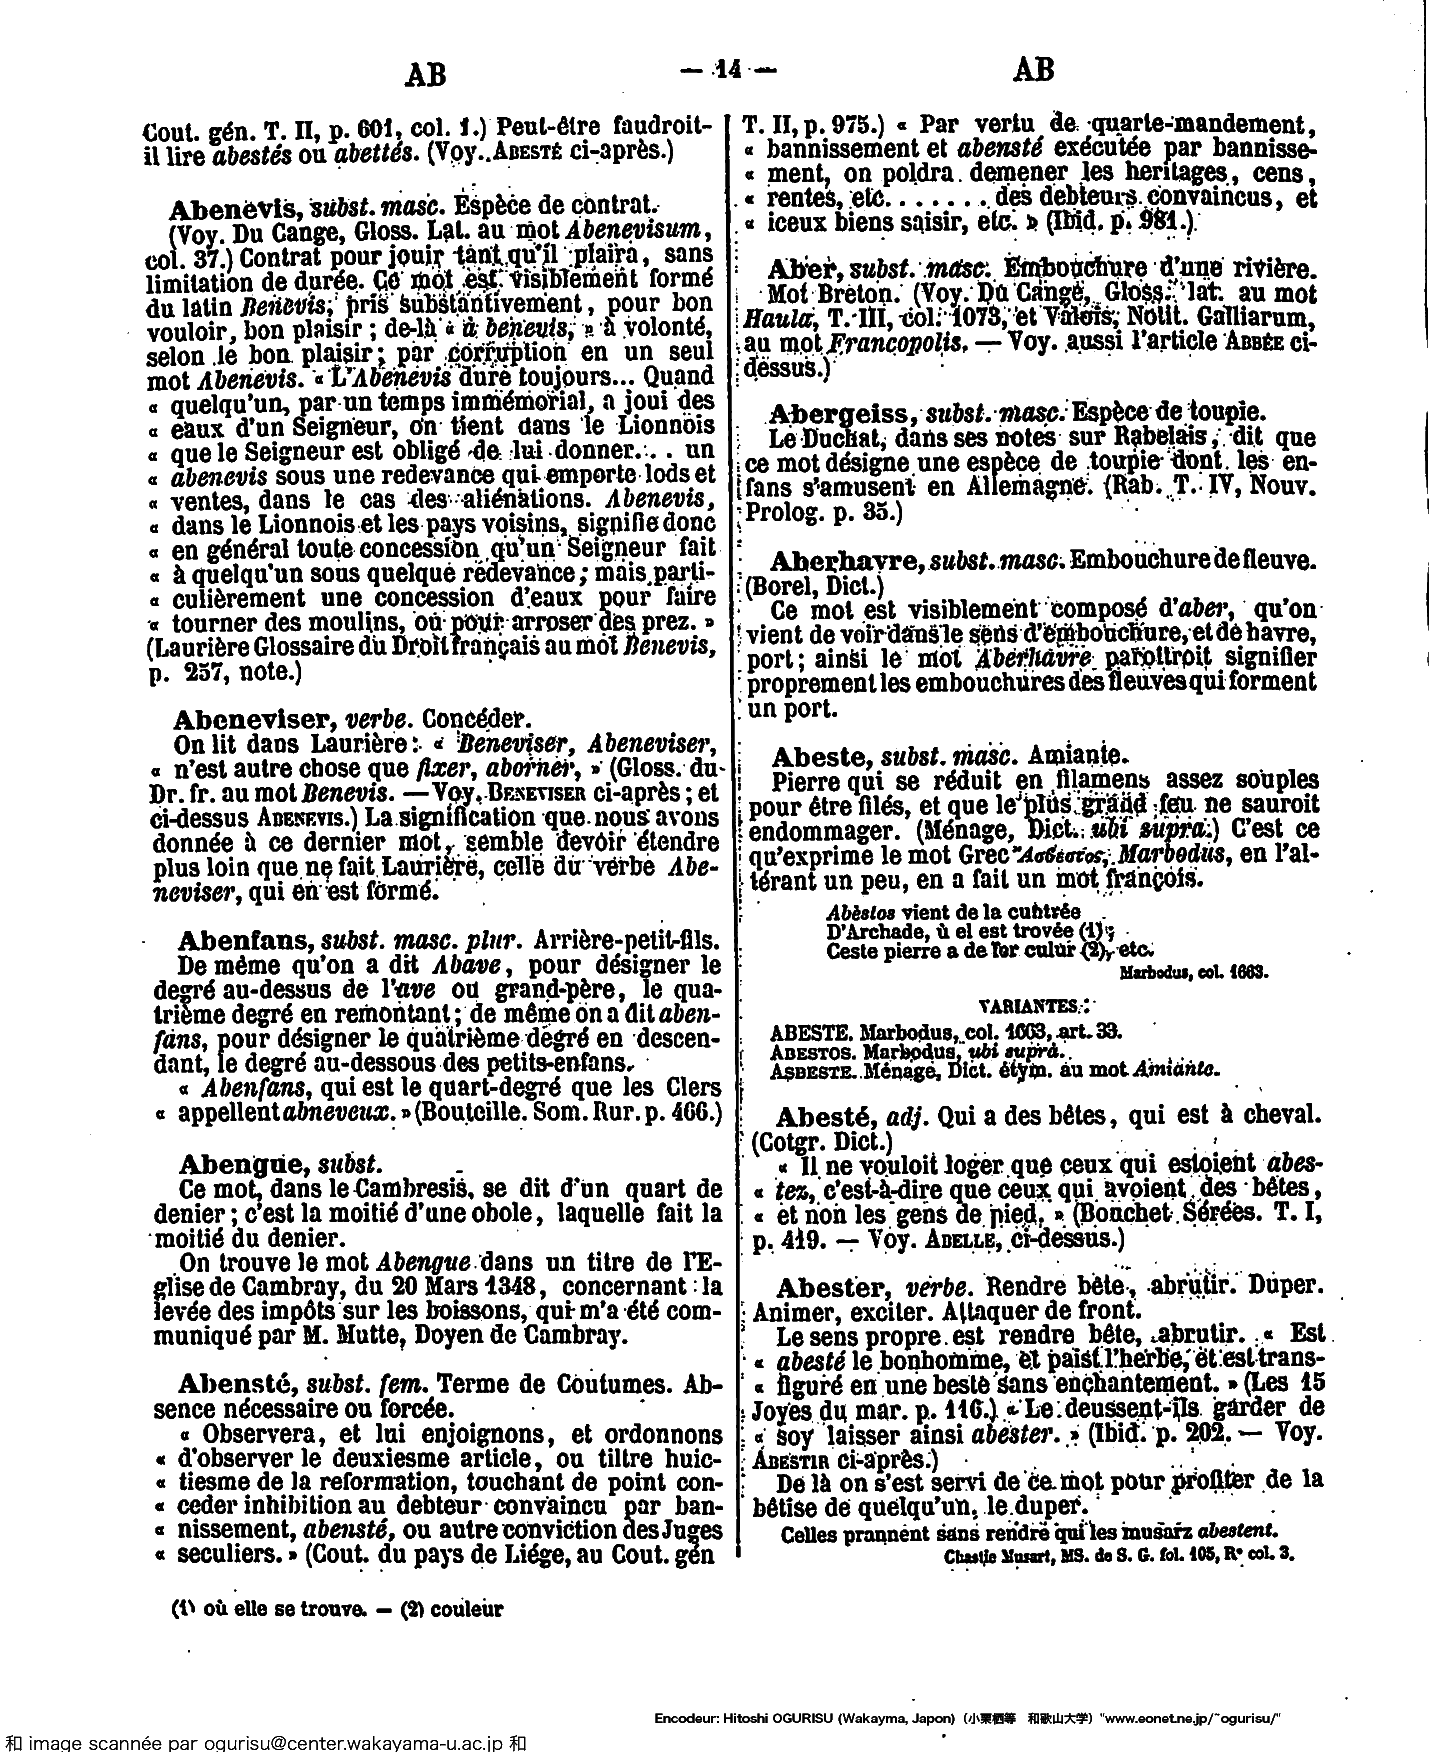 AB
— 14 —
AB
Cout. gén. T. II, p. 601, col. 1.) Peut-être faudroit-
il lire abestés ou abettés. (Voy. ABESTÉ ci-après.)
Abenevis, subst. masc. Espèce de contrat.
(Voy. Du Cange, Gloss. Lat. au mot Abenevisum,
col. 37.) Contrat pour jouir tant qu'il plaira, sans
limitation de durée. Ce mot est visiblement formé
du latin Benevis, pris substantivement, pour bon
vouloir, bon plaisir ; de-là « à benevis, » à volonté,
selon le bon plaisir ; par corruption en un seul
mot Abenevis. « L'Abenevis dure toujours... Quand
« quelqu'un, par un temps immémorial, a joui des
« eaux d'un Seigneur, on tient dans le Lionnois
« que le Seigneur est obligé de lui donner.... un
« abenevis sous une redevance qui emporte lods et
« ventes, dans le cas des aliénations. Abenevis,
« dans le Lionnois et les pays voisins, signifie donc
« en général toute concession qu'un Seigneur fait
« à quelqu'un sous quelque redevance ; mais parti-
« culièrement une concession d'eaux pour faire
« tourner des moulins, ou pour arroser des prez. »
(Laurière Glossaire du Droit français au mot Benevis,
p. 257, note.)
Abeneviser, verbe. Concéder.
On lit dans Laurière : « Beneviser, Abeneviser,
« n'est autre chose que fixer, aborner, » (Gloss. du
Dr. fr. au mot Benevis. — Voy. BENEVISER ci-après ; et
ci-dessus ABENEVIS.) La signification que nous avons
donnée à ce dernier mot, semble devoir étendre
plus loin que ne fait Laurière, celle du verbe Abe-
neviser, qui en est formé.
Abenfans, subst. masc. plur. Arrière-petit-fils.
De même qu'on a dit Abave, pour désigner le
degré au-dessus de l'ave ou grand-père, le qua-
trième degré en remontant ; de même on a dit aben-
fans, pour désigner le quatrième degré en descen-
dant, le degré au-dessous des petits-enfans.
« Abenfans, qui est le quart-degré que les Clers
« appellent abneveux. » (Bouteille. Som. Rur. p. 466.)
Abengue, subst.
Ce mot, dans le Cambresis, se dit d'un quart de
denier ; c'est la moitié d'une obole, laquelle fait la
moitié du denier.
On trouve le mot Abengue dans un titre de l'E-
glise de Cambray, du 20 Mars 1348, concernant la
levée des impôts sur les boissons, qui m'a été com-
muniqué par M. Mutte, Doyen de Cambray.
Abensté, subst. fem. Terme de Coutumes. Ab-
sence nécessaire ou forcée.
« Observera, et lui enjoignons, et ordonnons
« d'observer le deuxiesme article, ou tiltre huic-
« tiesme de la reformation, touchant de point con-
« ceder inhibition au debteur convaincu par ban-
« nissement, abensté, ou autre conviction des Juges
« seculiers. » (Cout. du pays de Liége, au Cout. gén
T. II, p. 975.) « Par vertu de quarte-mandement,
« bannissement et abensté exécutée par bannisse-
« ment, on poldra demener les heritages, cens,
« rentes, etc....... des debteurs convaincus, et
« iceux biens saisir, etc. » (Ibid. p. 981.)
Aber, subst. masc. Embouchure d'une rivière.
Mot Breton. (Voy. Du Cange, Gloss. lat. au mot
Haula, T. III, col. 1073, et Valois, Notit. Galliarum,
au mot Francopolis. — Voy. aussi l'article ABBÉE ci-
dessus.)
Abergeiss, subst. masc. Espèce de toupie.
Le Duchat, dans ses notes sur Rabelais, dit que
ce mot désigne une espèce de toupie dont les en-
fans s'amusent en Allemagne. (Rab. T. IV, Nouv.
Prolog. p. 35.)
Aberhavre, subst. masc. Embouchure de fleuve.
(Borel, Dict.)
Ce mot est visiblement composé d'aber, qu'on
vient de voir dans le sens d'embouchure, et de havre,
port ; ainsi le mot Aberhavre paroîtroit signifier
proprement les embouchures des fleuves qui forment
un port.
Abeste, subst. masc. Amiante.
Pierre qui se réduit en filamens assez souples
pour être filés, et que le plus grand feu ne sauroit
endommager. (Ménage, Dict. ubi supra.) C'est ce
qu'exprime le mot Grec Ἄσβεστος, Marbodus, en l'al-
térant un peu, en a fait un mot françois.
Abèstos vient de la cuntrée
D'Archade, ù el est trovée (1) ;
Ceste pierre a de for culur (2), etc.
Marbodus, col. 1663.
VARIANTES :
ABESTE. Marbodus, col. 1663, art. 33.
ABESTOS. Marbodus, ubi suprà.
ASBESTE. Ménage, Dict. étym. au mot Amiante.
Abesté, adj. Qui a des bêtes, qui est à cheval.
(Cotgr. Dict.)
« Il ne vouloit loger que ceux qui estoient abes-
« tez, c'est-à-dire que ceux qui avoient des bêtes,
« et non les gens de pied. » (Bouchet Sérées. T. I,
p. 419. — Voy. ABELLE, ci-dessus.)
Abester, verbe. Rendre bête, abrutir. Duper.
Animer, exciter. Attaquer de front.
Le sens propre est rendre bête, abrutir. « Est
« abesté le bonhomme, et paist l'herbe, et est trans-
« figuré en une beste sans enchantement. » (Les 15
Joyes du mar. p. 116.) « Le deussent-ils garder de
« soy laisser ainsi abester. » (Ibid. p. 202. — Voy.
ABESTIR ci-après.)
De là on s'est servi de ce mot pour profiter de la
bêtise de quelqu'un, le duper.
Celles prannent sans rendre qui les musarz abestent.
Chastie Musart, MS. de S. G. fol. 105, R° col. 3.
(1) où elle se trouve. — (2) couleur
Encodeur: Hitoshi OGURISU (Wakayma, Japon) (小栗栖等 和歌山大学) "www.eonet.ne.jp/~ogurisu/"
和 image scannée par ogurisu@center.wakayama-u.ac.jp 和